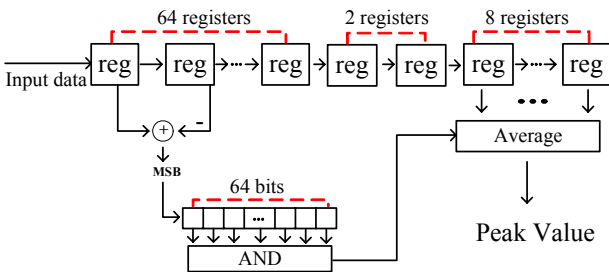 64 registers
2 registers
8 registers
reg
reg
...
reg
reg
reg
reg
...
reg
Input data
+
-
...
Average
MSB
64 bits
...
Peak Value
AND